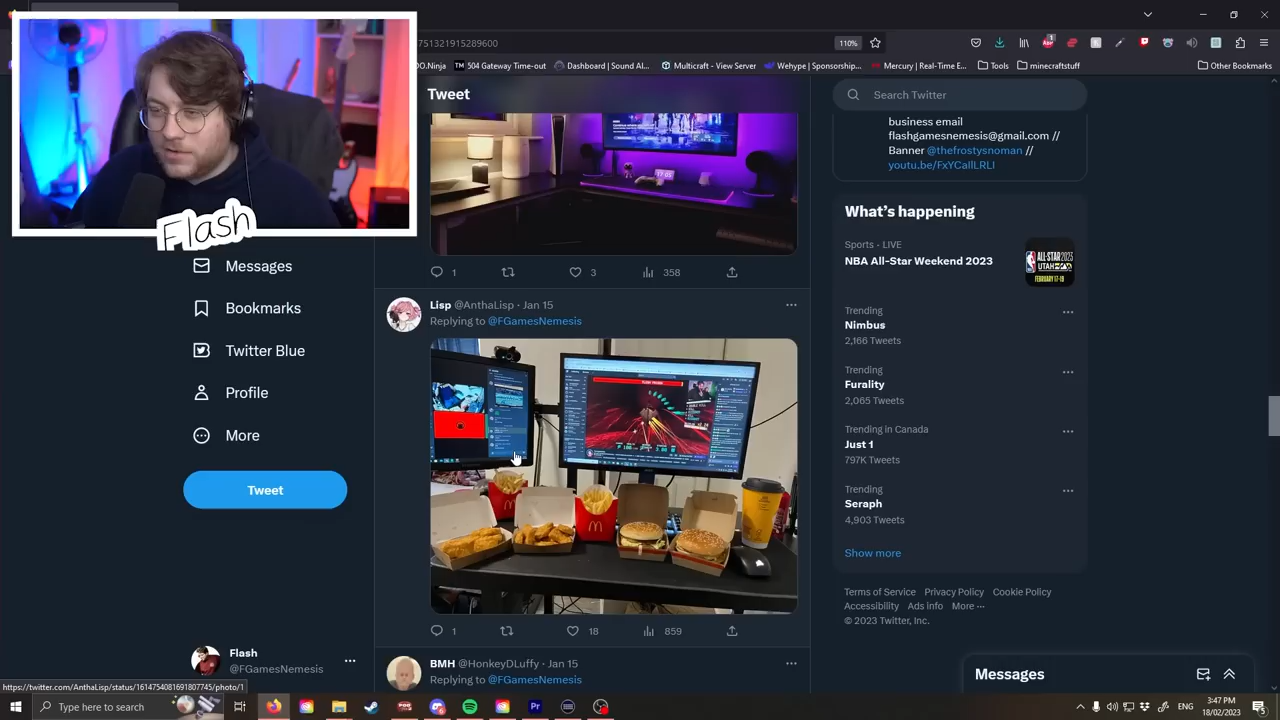 751321915289600
110%
DO.Ninja
504 Gateway Time-out
Dashboard | Sound Al...
Multicraft - View Server
Wehype | Sponsorship...
Mercury | Real-Time E...
Tools
minecraftstuff
Other Bookmarks
Flash
Tweet
Search Twitter
business email
flashgamesnemesis@gmail.com //
Banner @thefrostysnoman //
What's happening
Sports · LIVE
NBA All-Star Weekend 2023
Trending
Nimbus
2,166 Tweets
Trending
Furality
2,065 Tweets
Trending in Canada
Just 1
797K Tweets
Trending
Seraph
4,903 Tweets
Show more
Terms of Service Privacy Policy Cookie Policy
Accessibility Ads info More ...
© 2023 Twitter, Inc.
Messages
Bookmarks
Twitter Blue
Profile
More
Tweet
17 05
1 3 358
Lisp @AnthaLisp · Jan 15
Replying to @FGamesNemesis
1 18 859
BMH @HonkeyDLuffy · Jan 15
Replying to @FGamesNemesis
Flash
@FGamesNemesis
Messages
https://twitter.com/AnthaLisp/status/1614754081691807745/photo/1
Type here to search
ENG
3:47 PM
18/02/2023